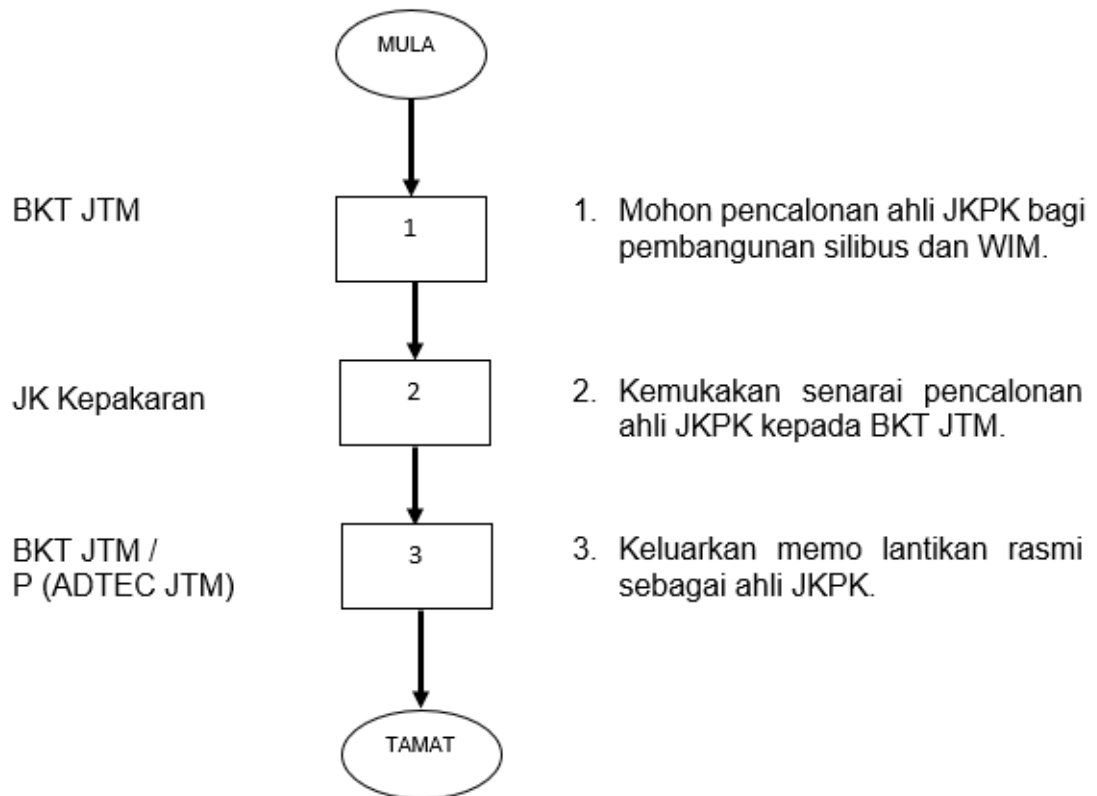 MULA
BKT JTM
1
1. Mohon pencalonan ahli JKPK bagi
pembangunan silibus dan WIM.
JK Kepakaran
2
2. Kemukakan senarai pencalonan
ahli JKPK kepada BKT JTM.
BKT JTM /
P (ADTEC JTM)
3
3. Keluarkan memo lantikan rasmi
sebagai ahli JKPK.
TAMAT